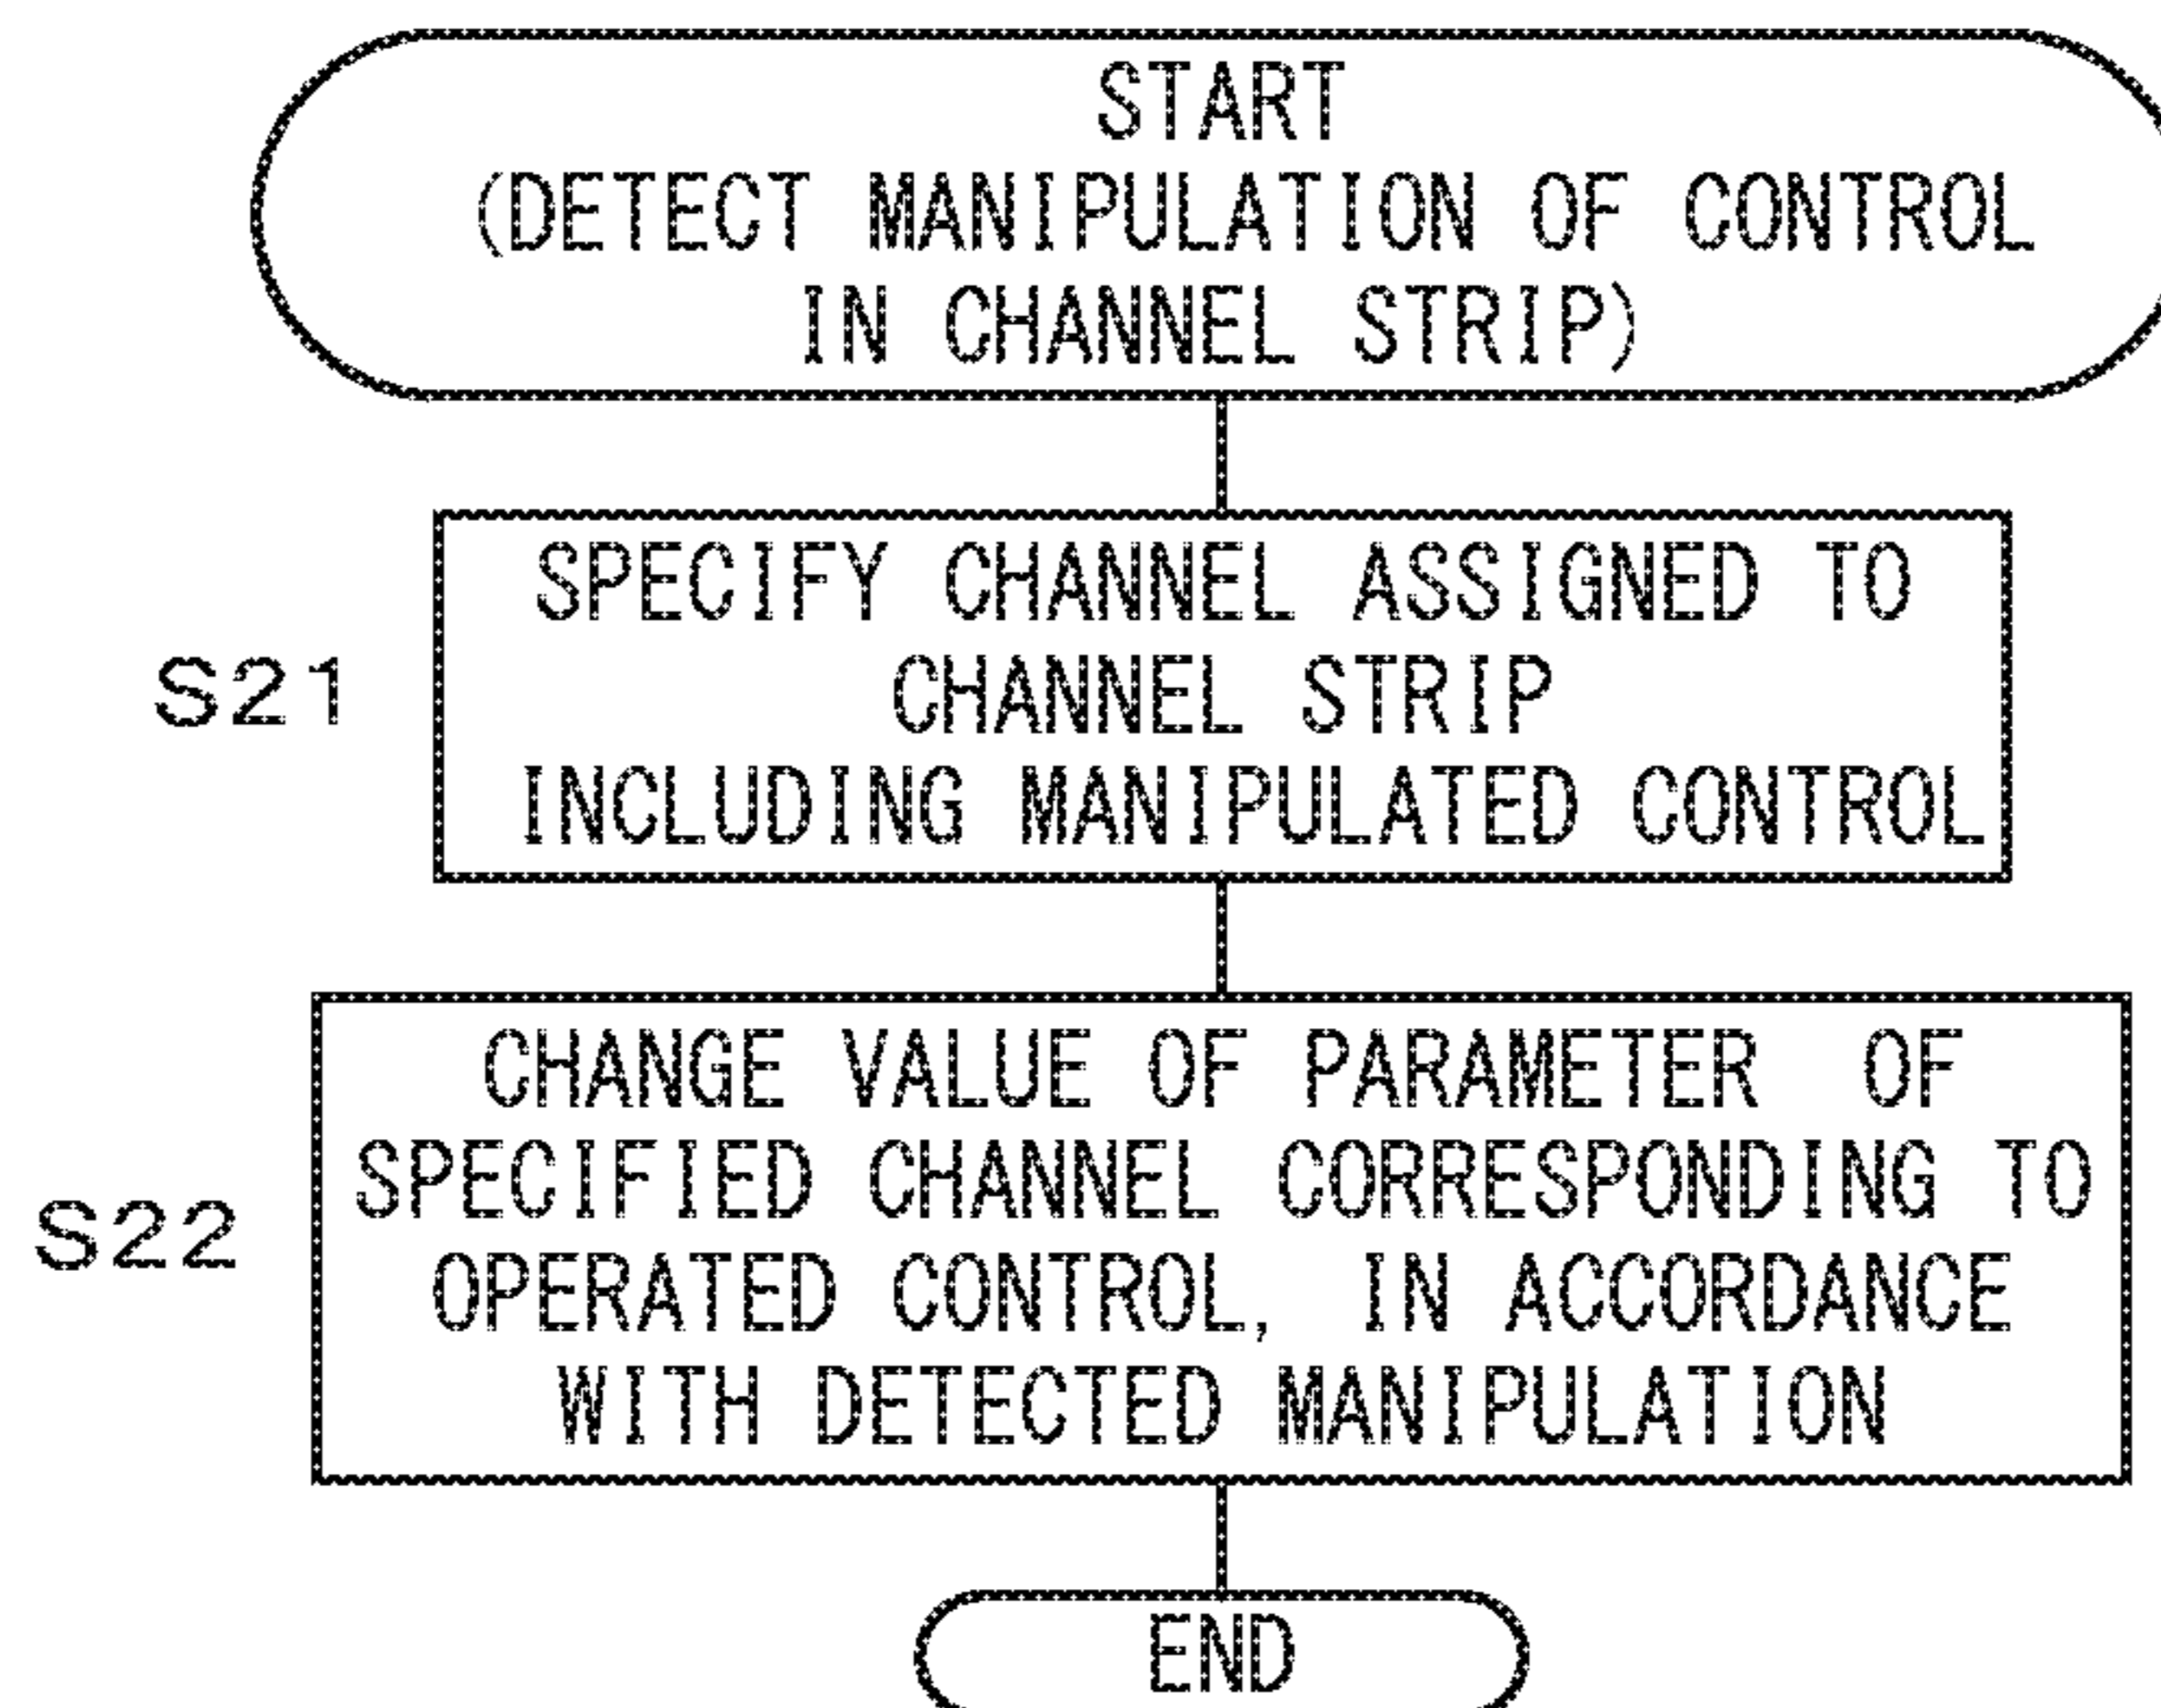 START
(DETECT MANIPULATION OF CONTROL
IN CHANNEL STRIP)
S21
SPECIFY CHANNEL ASSIGNED TO
CHANNEL STRIP
INCLUDING MANIPULATED CONTROL
S22
CHANGE VALUE OF PARAMETER OF
SPECIFIED CHANNEL CORRESPONDING TO
OPERATED CONTROL, IN ACCORDANCE
WITH DETECTED MANIPULATION
END